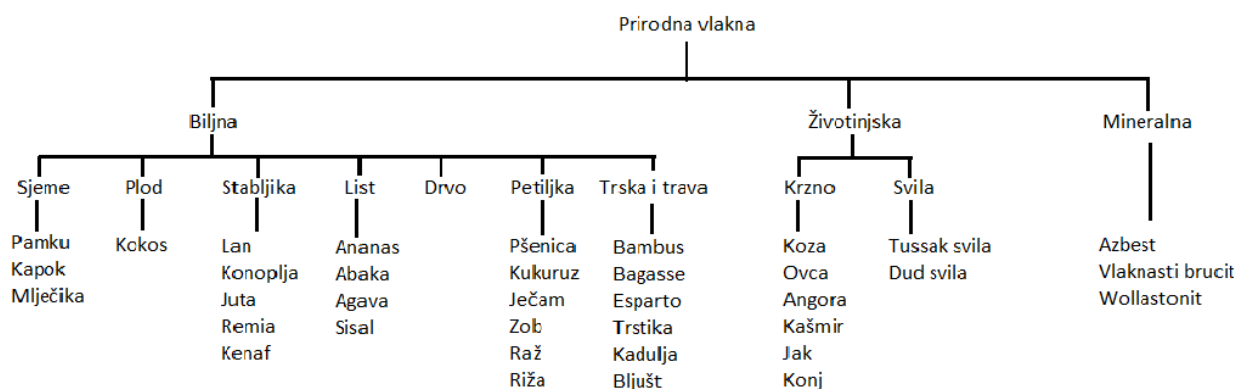 Prirodna vlakna
Biljna
Životinjska
Mineralna
Sjeme
Plod
Stabljika
List
Drvo
Petiljka
Trska i trava
Krzno
Svila
Pamku
Kapok
Mlječika
Kokos
Lan
Konoplja
Juta
Remia
Kenaf
Ananas
Abaka
Agava
Sisal
Pšenica
Kukuruz
Ječam
Zob
Raž
Riža
Bambus
Bagasse
Esparto
Trstika
Kadulja
Bljušt
Koza
Ovca
Angora
Kašmir
Jak
Konj
Tussak svila
Dud svila
Azbest
Vlaknasti brucit
Wollastonit